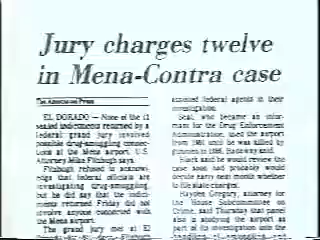 Jury charges twelve
in Mena-Contra case
The Associated Press
EL DORADO — None of the 11
sealed indictments returned by a
federal grand jury involved
possible drug-smuggling connec-
tions at the Mena airport, U.S.
Attorney Mike Fitzhugh says.
Fitzhugh refused to acknowl-
edge that federal officials are
investigating drug-smuggling,
but he did say that the indict-
ments returned Friday did not
involve anyone connected with
the Mena airport.
The grand jury met at El
assisted federal agents in their
investigation.
Seal, who became an infor-
mant for the Drug Enforcement
Administration, used the airport
from 1981 until he was killed by
gunmen in 1986, Hadaway said.
Black said he would review the
case soon and probably would
decide early next month whether
to file state charges.
Hayden Gregory, attorney for
the House Subcommittee on
Crime, said Thursday that panel
also is studying the airport as
part of its investigation into the